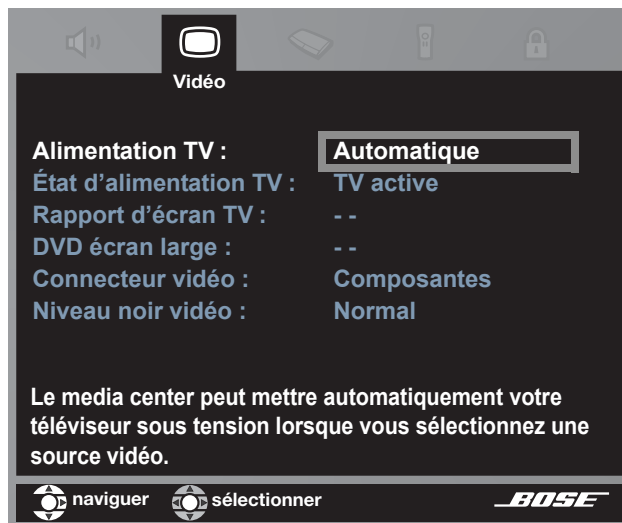 Vidéo
Alimentation TV : Automatique
État d’alimentation TV : TV active
Rapport d’écran TV : - -
DVD écran large : - -
Connecteur vidéo : Composantes
Niveau noir vidéo : Normal
Le media center peut mettre automatiquement votre
téléviseur sous tension lorsque vous sélectionnez une
source vidéo.
naviguer sélectionner BOSE